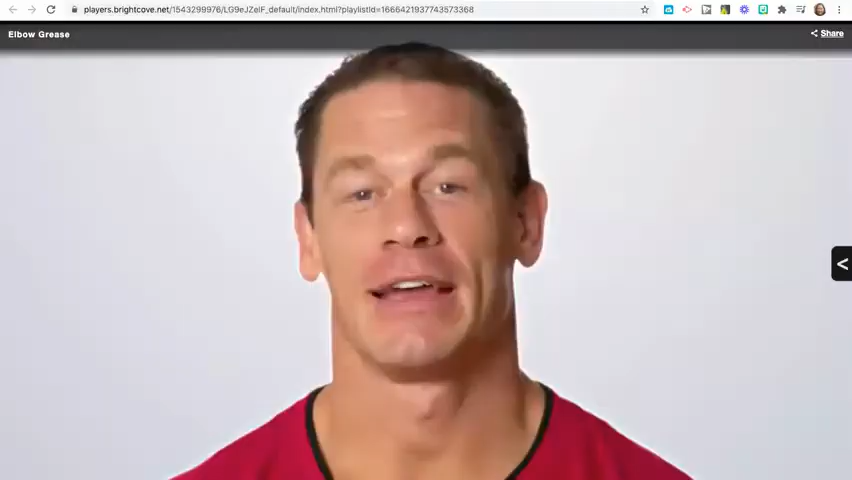 players.brightcove.net/1543299976/LG9eJZelF_default/index.html?playlistId=1666421937743573368
Elbow Grease
Share